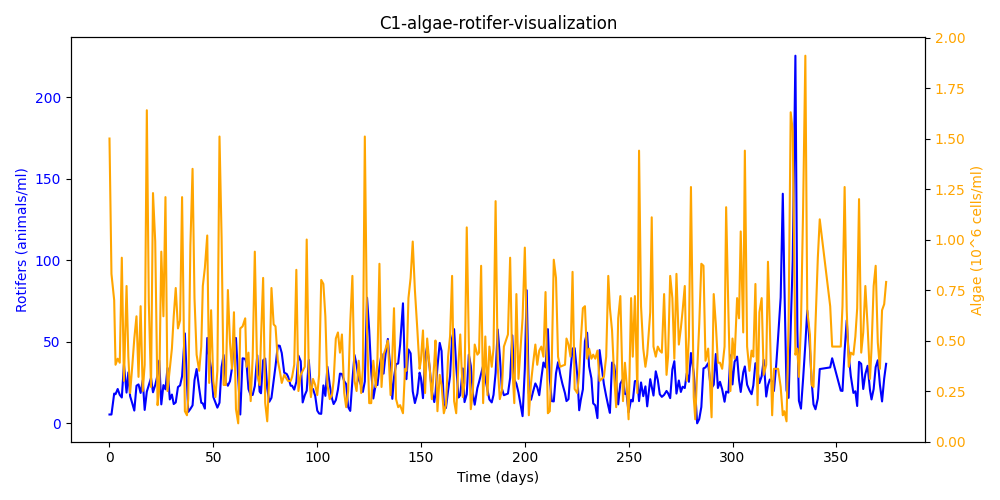 C1-algae-rotifer-visualization
Rotifers (animals/ml)
200
150
100
50
0
2.00
1.75
1.50
1.25
1.00
0.75
0.50
0.25
0.00
Algae (10^6 cells/ml)
0 50 100 150 200 250 300 350
Time (days)